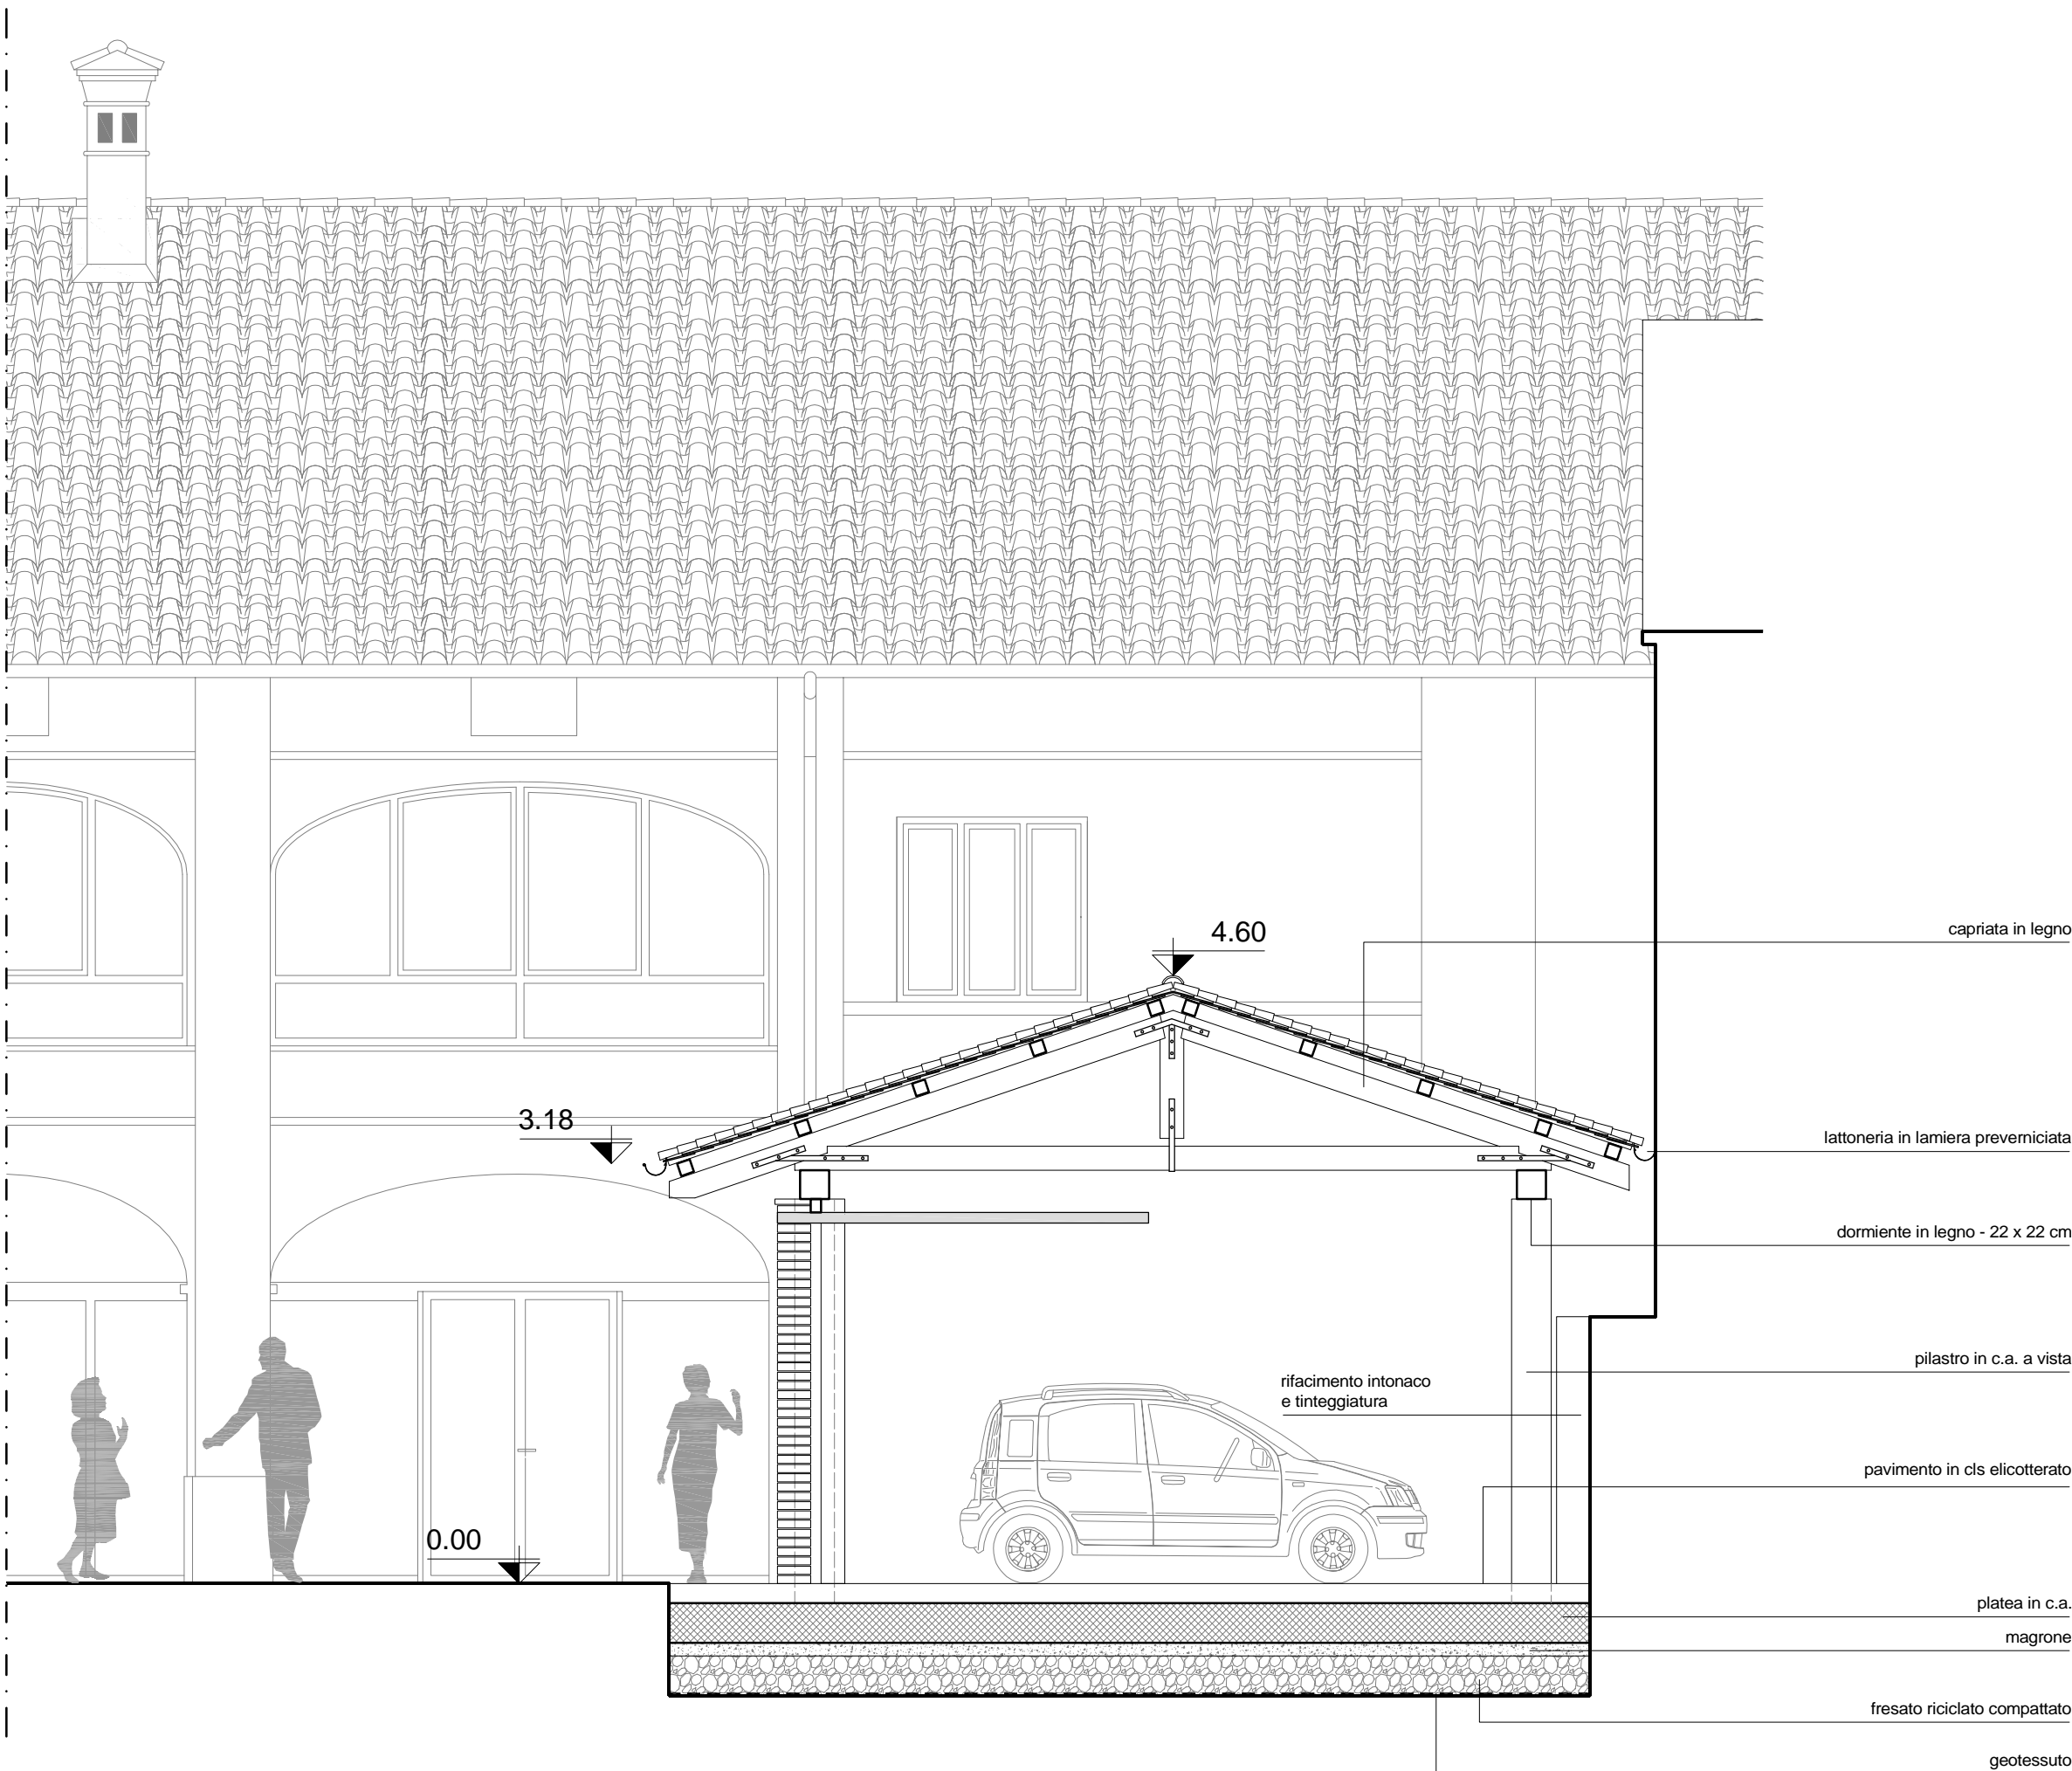 4.60
capriata in legno
3.18
lattoneria in lamiera preverniciata
dormiente in legno - 22 x 22 cm
pilastro in c.a. a vista
rifacimento intonaco
e tinteggiatura
pavimento in cls elicotterato
0.00
platea in c.a.
magrone
fresato riciclato compattato
geotessuto